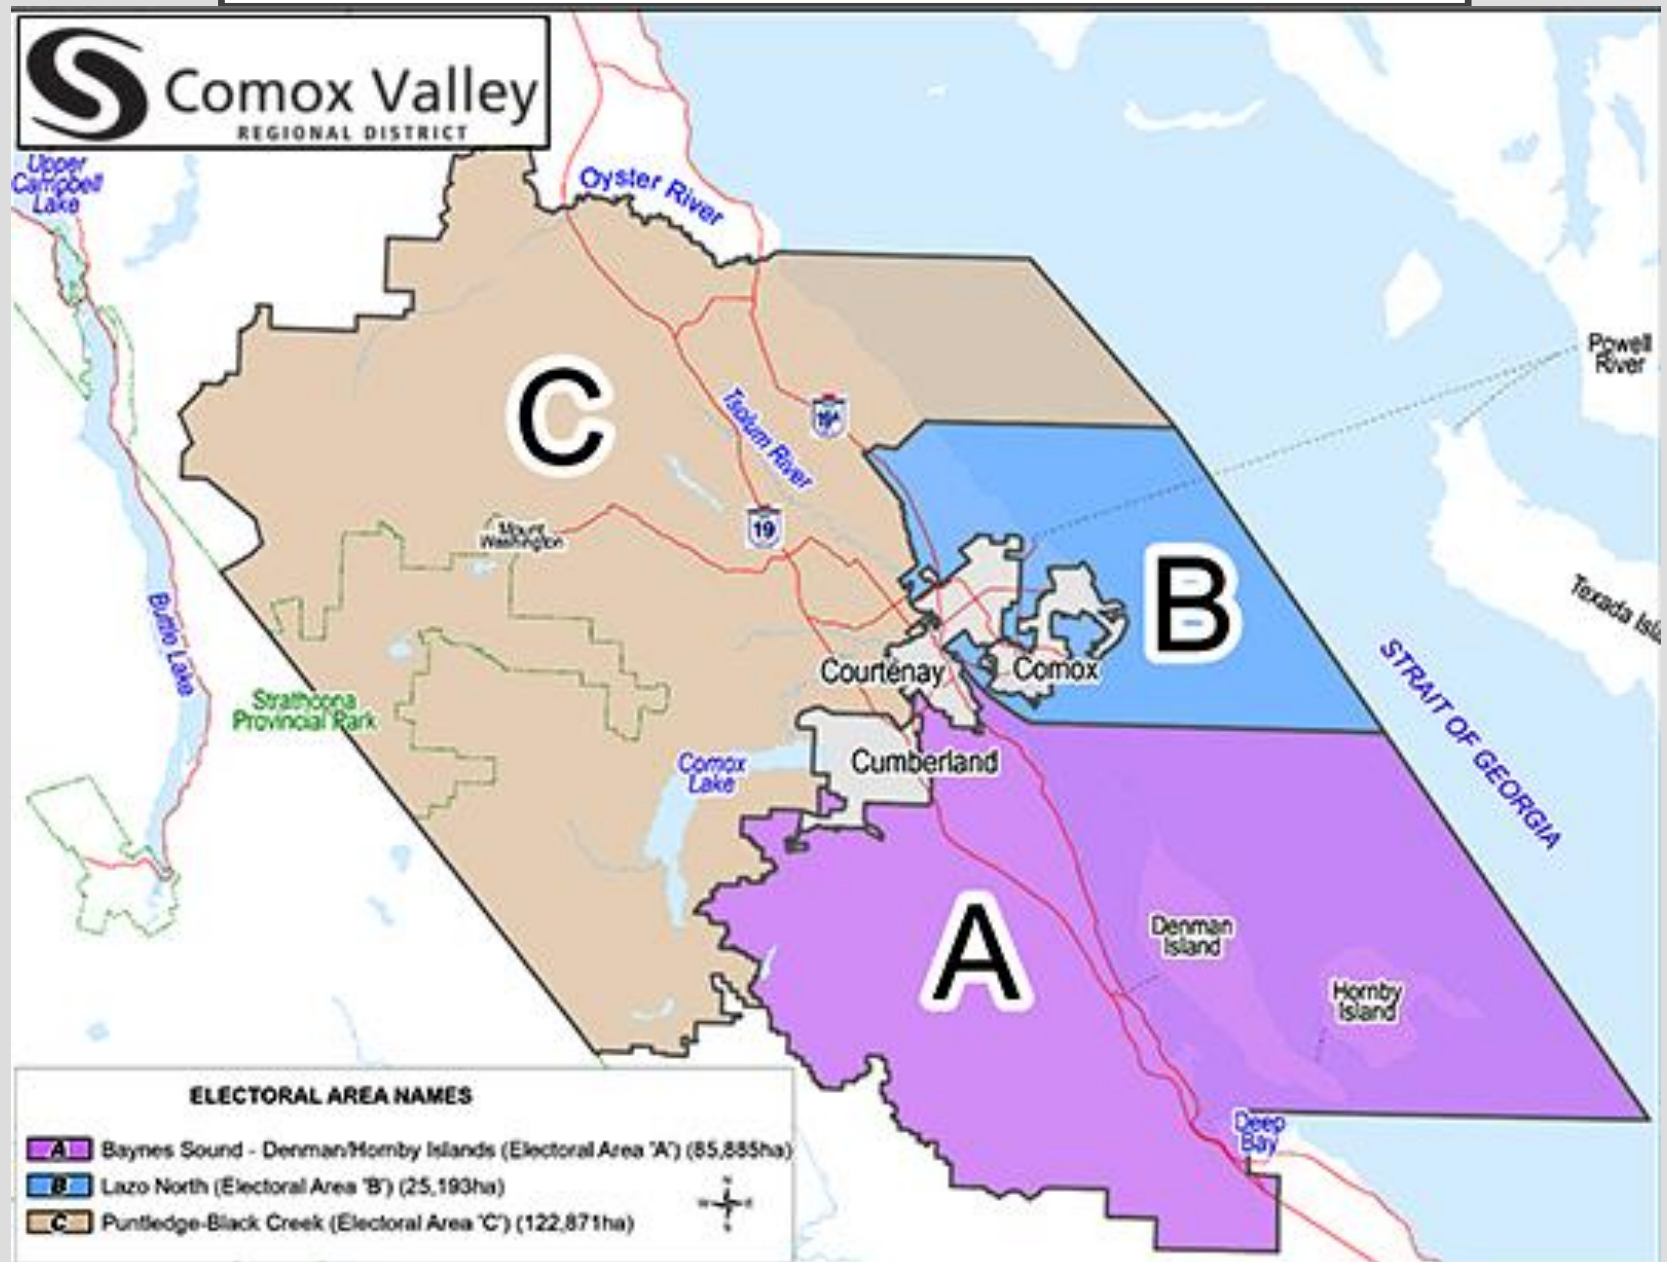 Comox Valley
REGIONAL DISTRICT
Upper
Campbell
Lake
Oyster River
Powell
River
C
Tsolum River
19A
19
Mount
Washington
B
Texada Isla
Buttle Lake
Courtenay
Comox
STRAIT OF GEORGIA
Strathcona
Provincial Park
Comox
Lake
Cumberland
A
Denman
Island
Hornby
Island
Deep
Bay
ELECTORAL AREA NAMES
A Baynes Sound - Denman/Hornby Islands (Electoral Area 'A') (85,885ha)
B Lazo North (Electoral Area 'B') (25,193ha)
C Puntledge-Black Creek (Electoral Area 'C') (122,871ha)
N
W E
S